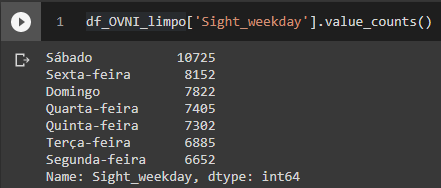 1 df_OVNI_limpo['Sight_weekday'].value_counts()
Sábado 10725
Sexta-feira 8152
Domingo 7822
Quarta-feira 7405
Quinta-feira 7302
Terça-feira 6885
Segunda-feira 6652
Name: Sight_weekday, dtype: int64